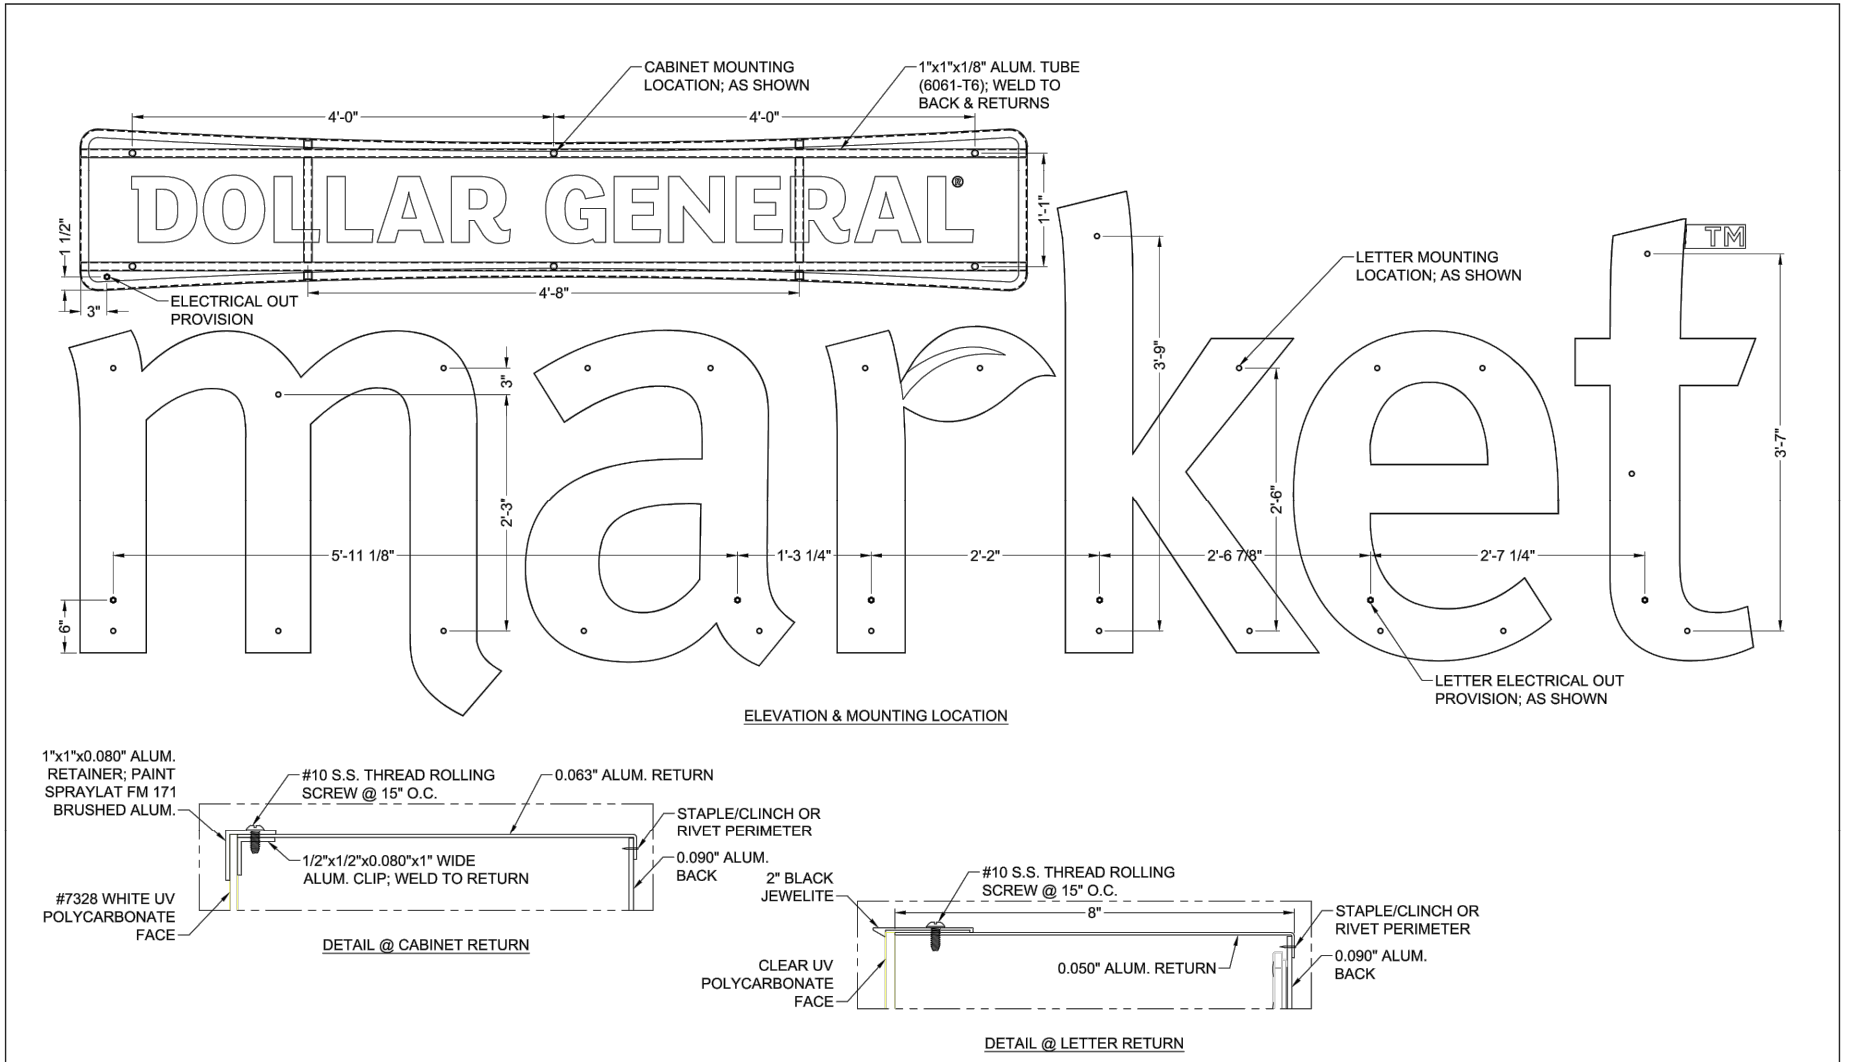 CABINET MOUNTING
LOCATION; AS SHOWN
1"x1"x1/8" ALUM. TUBE
(6061-T6); WELD TO
BACK & RETURNS
4'-0"
4'-0"
DOLLAR GENERAL®
1'-1"
1 1/2"
3"
ELECTRICAL OUT
PROVISION
4'-8"
TM
LETTER MOUNTING
LOCATION; AS SHOWN
market
3"
2'-3"
3'-9"
2'-6"
3'-7"
5'-11 1/8"
1'-3 1/4"
2'-2"
2'-6 7/8"
2'-7 1/4"
6"
LETTER ELECTRICAL OUT
PROVISION; AS SHOWN
ELEVATION & MOUNTING LOCATION
1"x1"x0.080" ALUM.
RETAINER; PAINT
SPRAYLAT FM 171
BRUSHED ALUM.
#10 S.S. THREAD ROLLING
SCREW @ 15" O.C.
0.063" ALUM. RETURN
STAPLE/CLINCH OR
RIVET PERIMETER
1/2"x1/2"x0.080"x1" WIDE
ALUM. CLIP; WELD TO RETURN
0.090" ALUM.
BACK
#7328 WHITE UV
POLYCARBONATE
FACE
DETAIL @ CABINET RETURN
2" BLACK
JEWELITE
#10 S.S. THREAD ROLLING
SCREW @ 15" O.C.
8"
STAPLE/CLINCH OR
RIVET PERIMETER
CLEAR UV
POLYCARBONATE
FACE
0.050" ALUM. RETURN
0.090" ALUM.
BACK
DETAIL @ LETTER RETURN